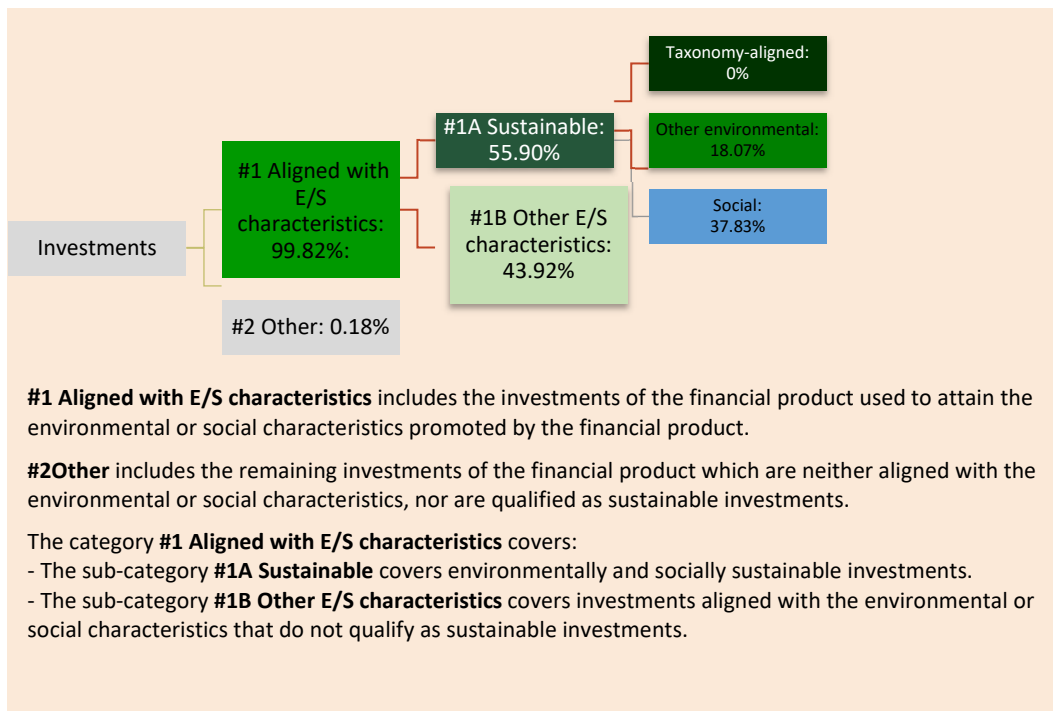 Taxonomy-aligned:
0%
#1A Sustainable:
55.90%
Other environmental:
18.07%
#1 Aligned with
E/S
characteristics:
99.82%:
#1B Other E/S
characteristics:
43.92%
Social:
37.83%
Investments
#2 Other: 0.18%
#1 Aligned with E/S characteristics includes the investments of the financial product used to attain the
environmental or social characteristics promoted by the financial product.
#2Other includes the remaining investments of the financial product which are neither aligned with the
environmental or social characteristics, nor are qualified as sustainable investments.
The category #1 Aligned with E/S characteristics covers:
- The sub-category #1A Sustainable covers environmentally and socially sustainable investments.
- The sub-category #1B Other E/S characteristics covers investments aligned with the environmental or
social characteristics that do not qualify as sustainable investments.